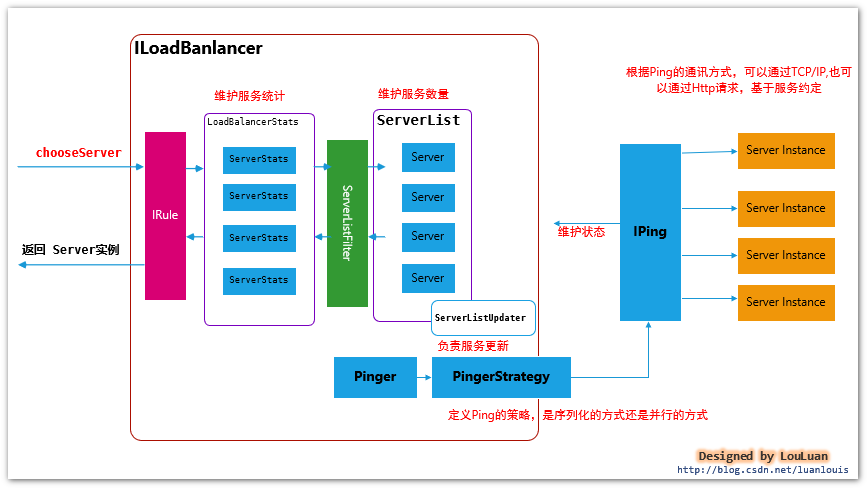 ILoadBanlancer
根据Ping的通讯方式，可以通过TCP/IP,也可
以通过Http请求，基于服务约定
维护服务统计
维护服务数量
LoadBalancerStats
ServerList
chooseServer
返回 Server实例
IRule
ServerStats
ServerStats
ServerStats
ServerStats
ServerListFilter
Server
Server
Server
Server
ServerListUpdater
负责服务更新
维护状态
IPing
Server Instance
Server Instance
Server Instance
Server Instance
Pinger
PingerStrategy
定义Ping的策略，是序列化的方式还是并行的方式
Designed by LouLuan
http://blog.csdn.net/luanlouis